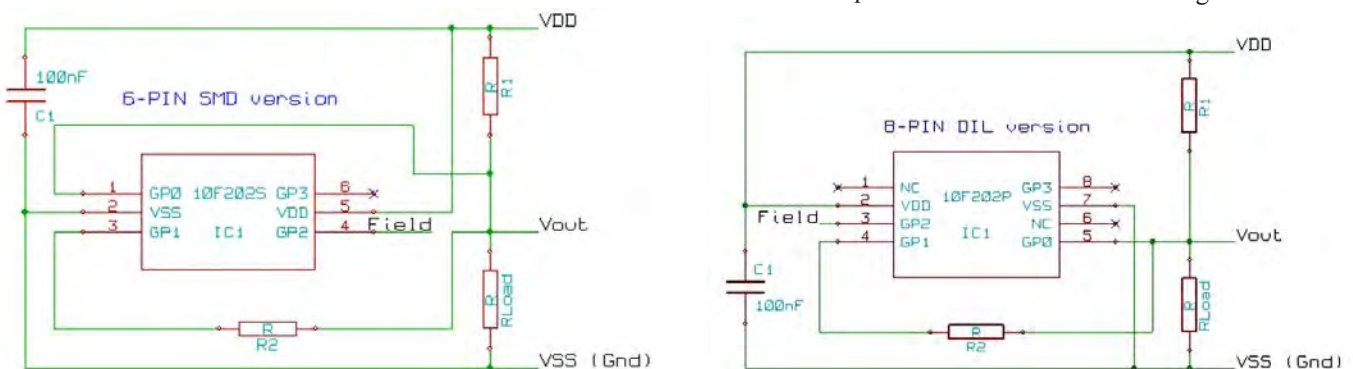 VDD
100nF
C1
6-PIN SMD version
R
R1
1 GP0 10F202S GP3 6
2 VSS VDD 5
3 GP1 IC1 GP2 4
Field
Vout
R
RLoad
R
R2
VSS (Gnd)
VDD
R
R1
8-PIN DIL version
1 NC GP3 8
2 VDD 10F202P VSS 7
Field
3 GP2 IC1 NC 6
4 GP1 GP0 5
Vout
C1
100nF
R
RLoad
R
R2
VSS (Gnd)